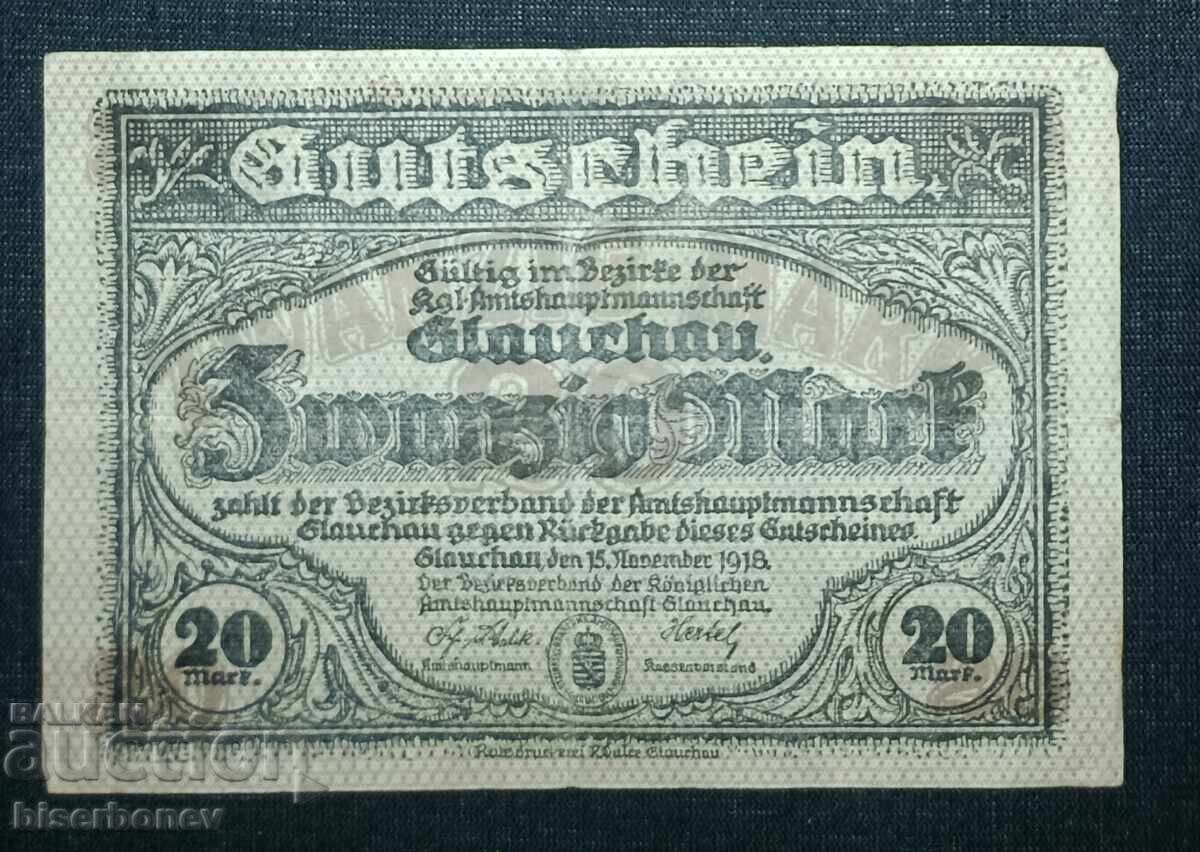 Gutschein
Gültig im Bezirke der
Kgl. Amtshauptmannschaft
Glauchau.
Zwanzig Mark
zahlt der Bezirksverband der Amtshauptmannschaft
Glauchau gegen Rückgabe dieses Gutscheines.
Glauchau, den 15. November 1918.
Der Bezirksverband der Königlichen
Amtshauptmannschaft Glauchau.
Hertel
Amtshauptmann Kassenvorstand
20 Mark. 20 Mark.
Glauchau
BALKAN
auction
biserbonev